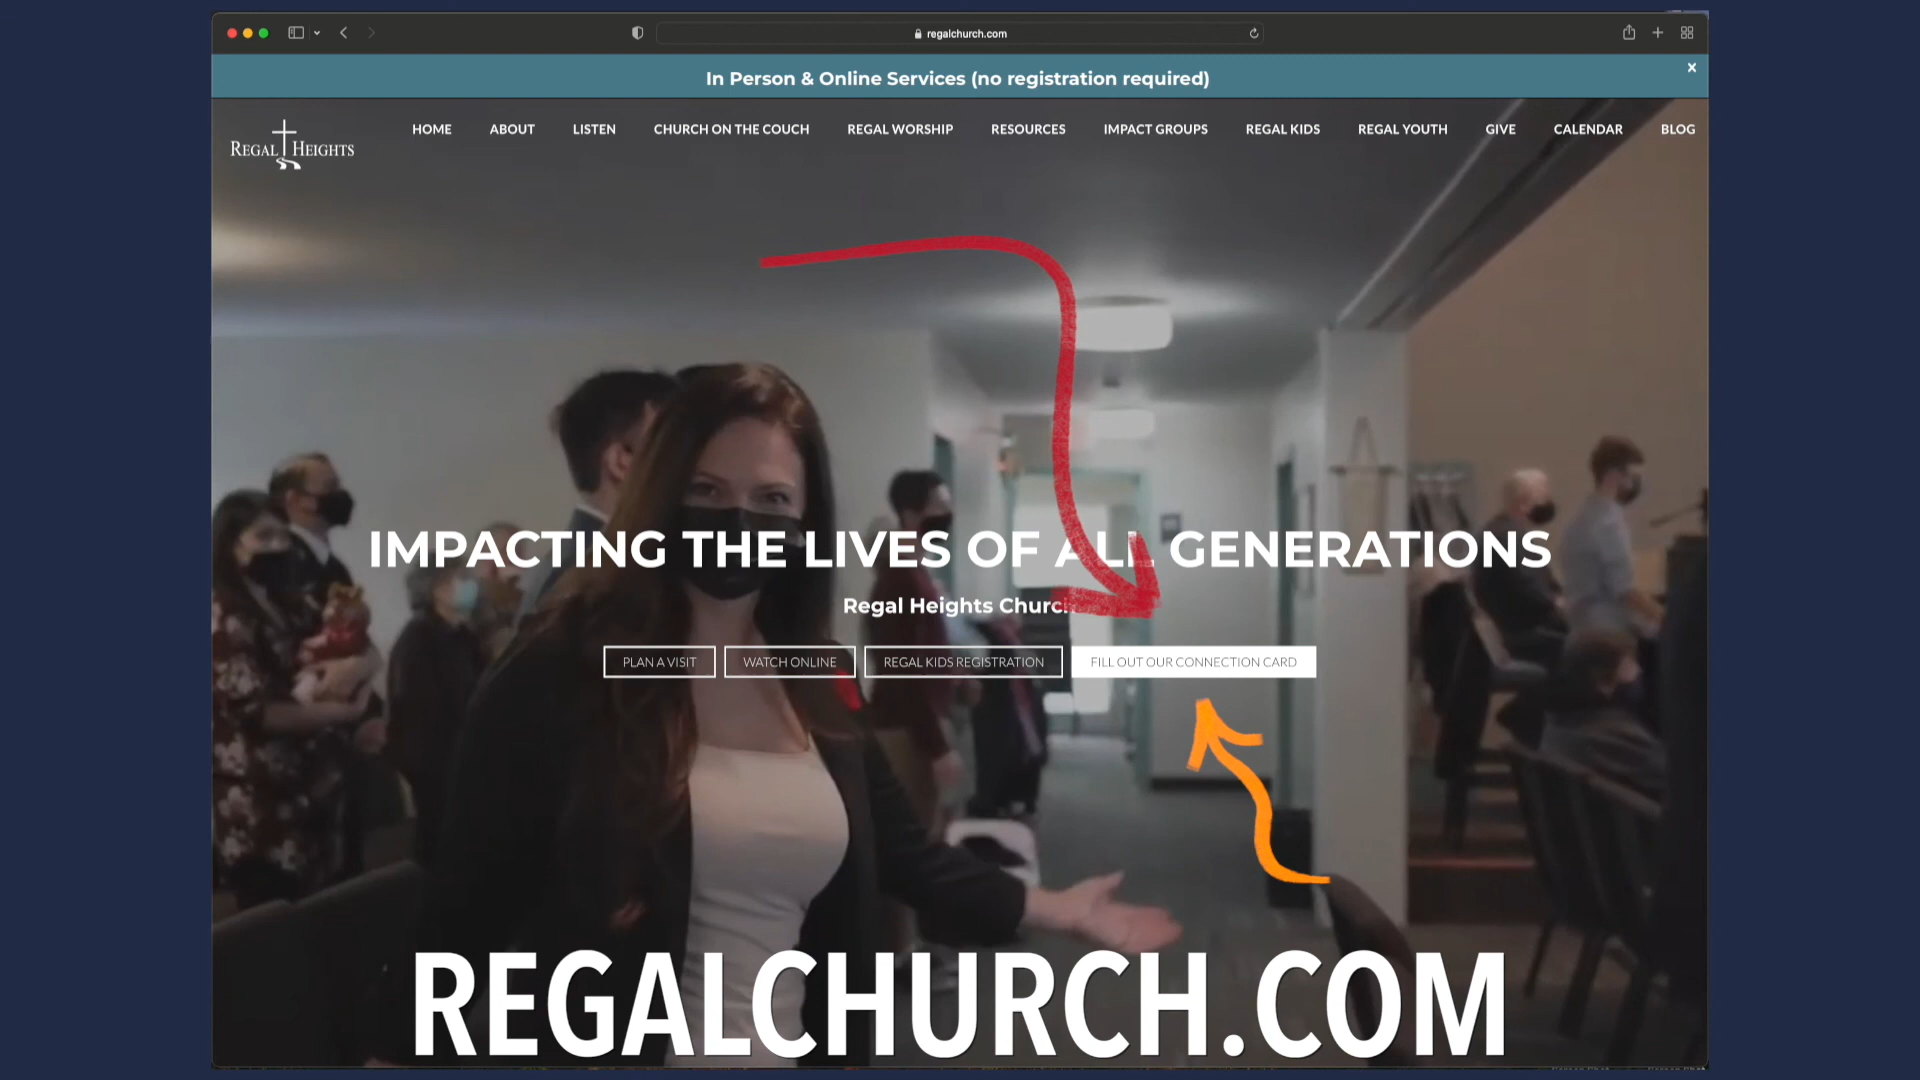 regalchurch.com
In Person & Online Services (no registration required)
x
REGAL HEIGHTS
HOME ABOUT LISTEN CHURCH ON THE COUCH REGAL WORSHIP RESOURCES IMPACT GROUPS REGAL KIDS REGAL YOUTH GIVE CALENDAR BLOG
IMPACTING THE LIVES OF ALL GENERATIONS
Regal Heights Church
PLAN A VISIT WATCH ONLINE REGAL KIDS REGISTRATION FILL OUT OUR CONNECTION CARD
REGALCHURCH.COM